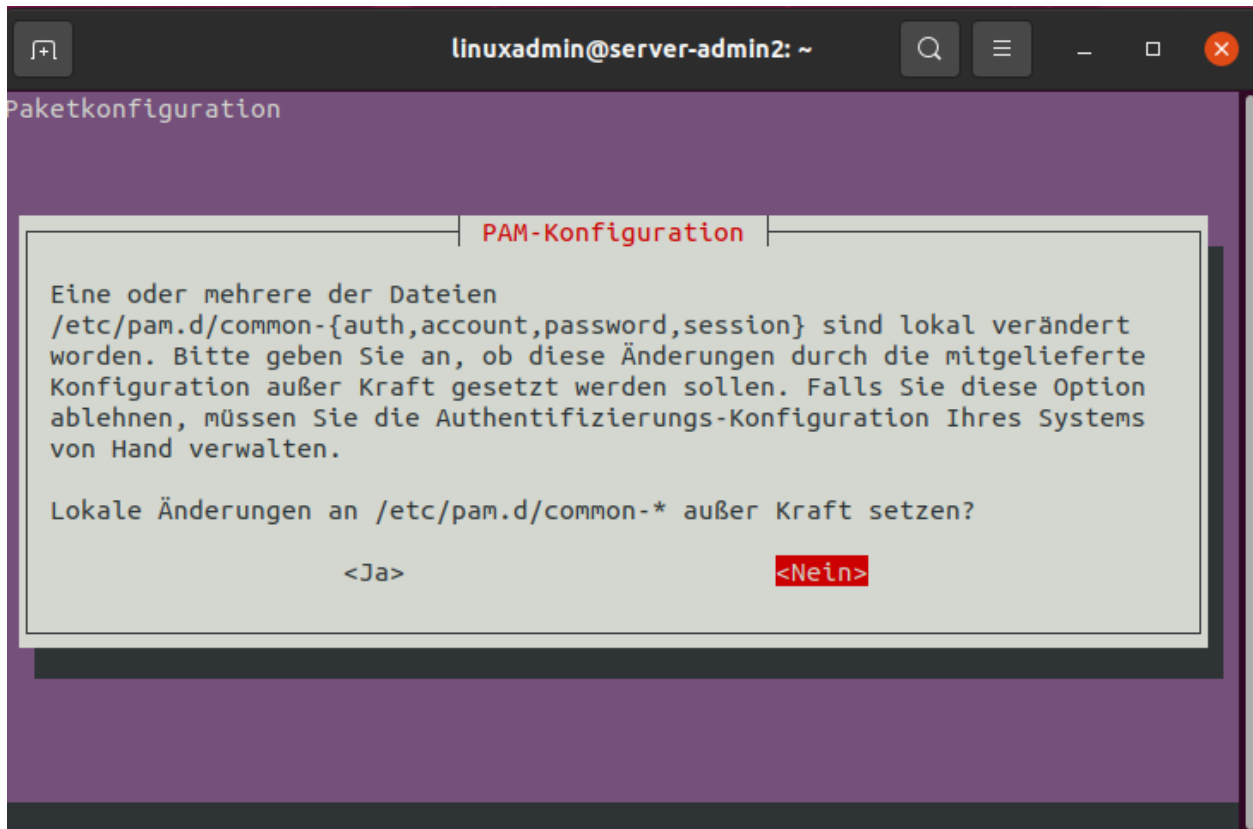 linuxadmin@server-admin2: ~
Paketkonfiguration
PAM-Konfiguration
Eine oder mehrere der Dateien
/etc/pam.d/common-{auth,account,password,session} sind lokal verändert
worden. Bitte geben Sie an, ob diese Änderungen durch die mitgelieferte
Konfiguration außer Kraft gesetzt werden sollen. Falls Sie diese Option
ablehnen, müssen Sie die Authentifizierungs-Konfiguration Ihres Systems
von Hand verwalten.
Lokale Änderungen an /etc/pam.d/common-* außer Kraft setzen?
<Ja> <Nein>